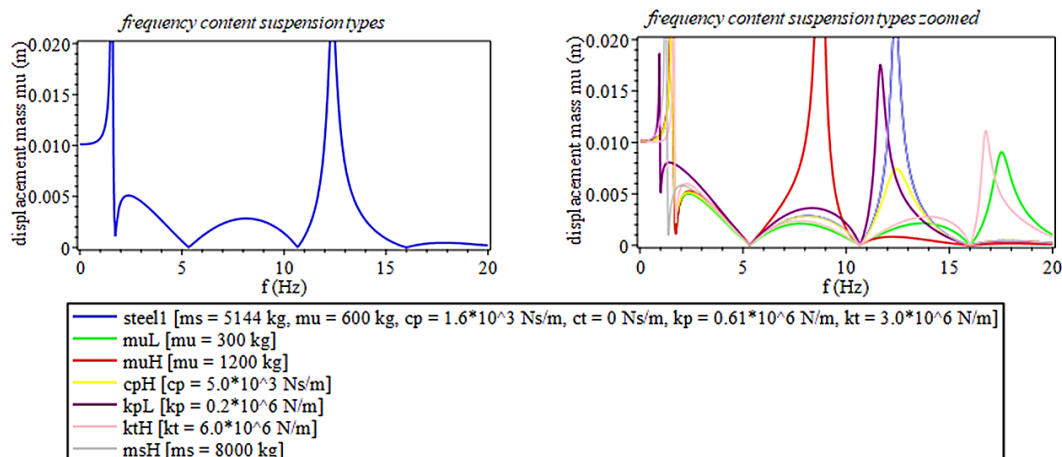 frequency content suspension types
frequency content suspension types zoomed
displacement mass mu (m)
0.020
0.015
0.010
0.005
0
0 5 10 15 20
f (Hz)
displacement mass mu (m)
0.020
0.015
0.010
0.005
0
0 5 10 15 20
f (Hz)
steel1 [ms = 5144 kg, mu = 600 kg, cp = 1.6*10^3 Ns/m, ct = 0 Ns/m, kp = 0.61*10^6 N/m, kt = 3.0*10^6 N/m]
muL [mu = 300 kg]
muH [mu = 1200 kg]
cpH [cp = 5.0*10^3 Ns/m]
kpL [kp = 0.2*10^6 N/m]
ktH [kt = 6.0*10^6 N/m]
msH [ms = 8000 kg]